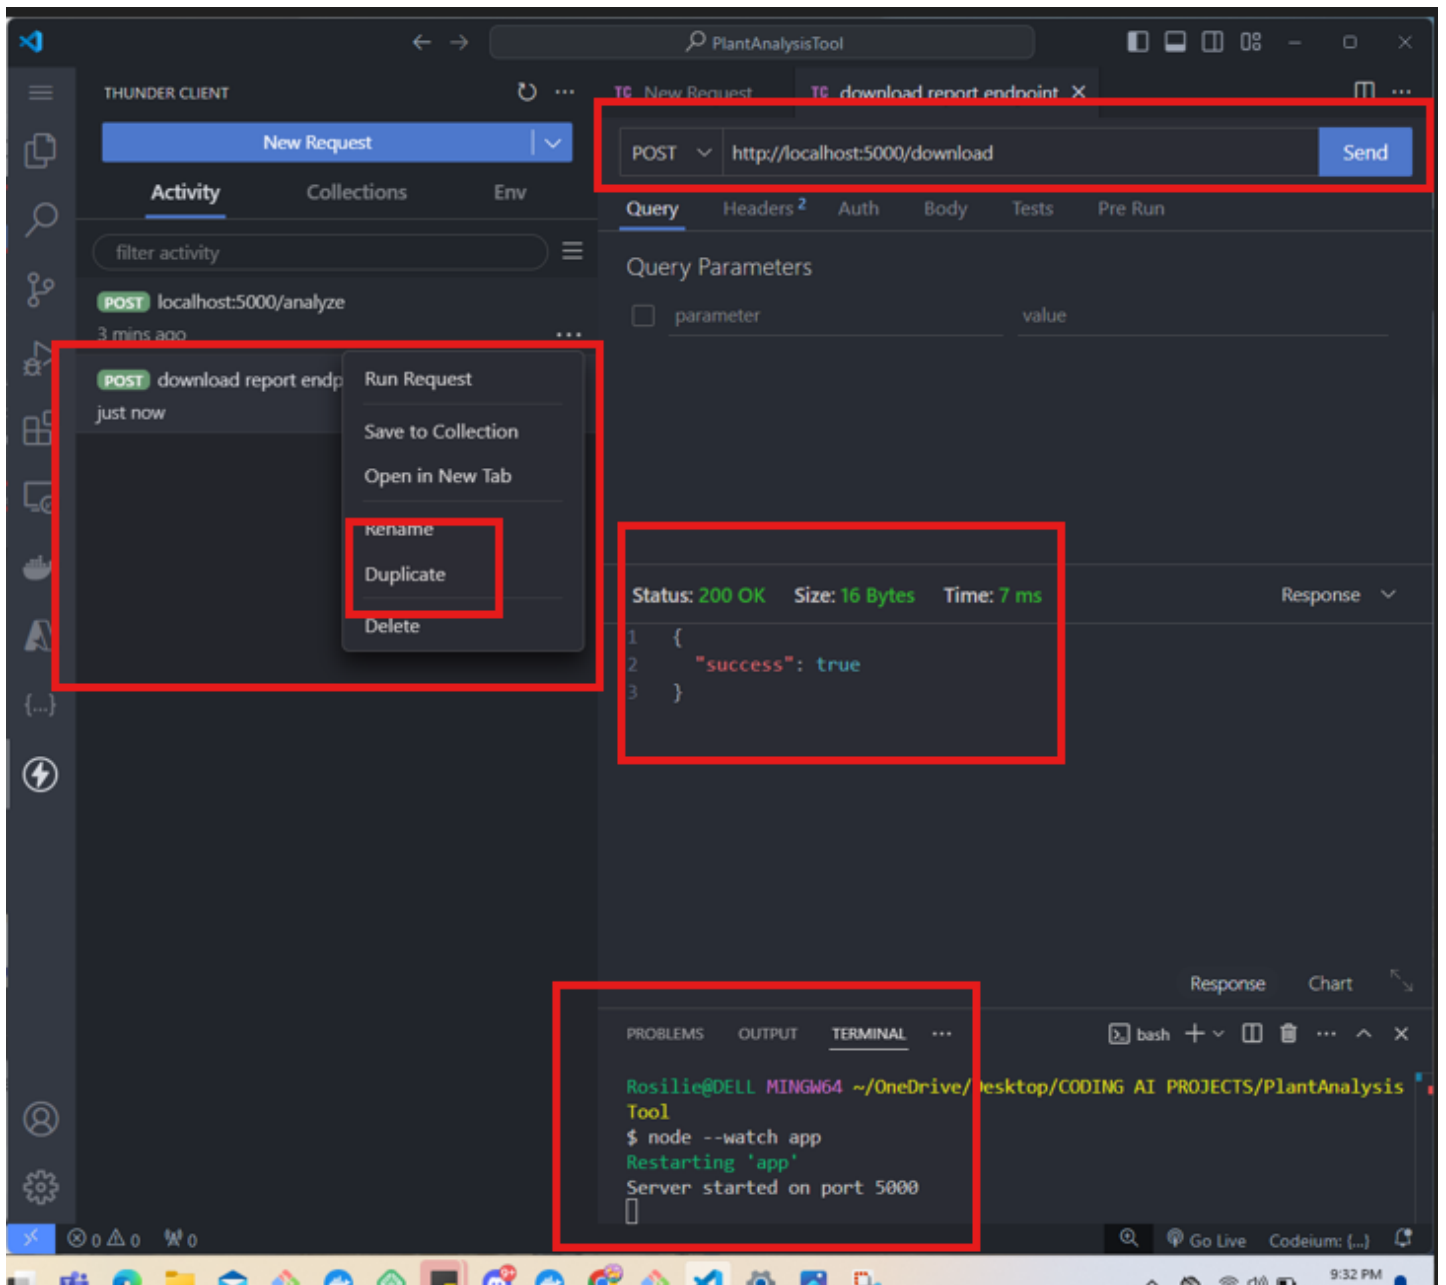 PlantAnalysisTool
THUNDER CLIENT
New Request
Activity Collections Env
filter activity
POST localhost:5000/analyze
3 mins ago
POST download report endp
just now
Run Request
Save to Collection
Open in New Tab
Rename
Duplicate
Delete
TC New Request TC download report endpoint
POST http://localhost:5000/download Send
Query Headers 2 Auth Body Tests Pre Run
Query Parameters
parameter value
Status: 200 OK Size: 16 Bytes Time: 7 ms Response
1 {
2 "success": true
3 }
Response Chart
PROBLEMS OUTPUT TERMINAL ··· bash
Rosilie@DELL MINGW64 ~/OneDrive/Desktop/CODING AI PROJECTS/PlantAnalysis
Tool
$ node --watch app
Restarting 'app'
Server started on port 5000
0 0 0 Go Live Codeium: {...}
9:32 PM